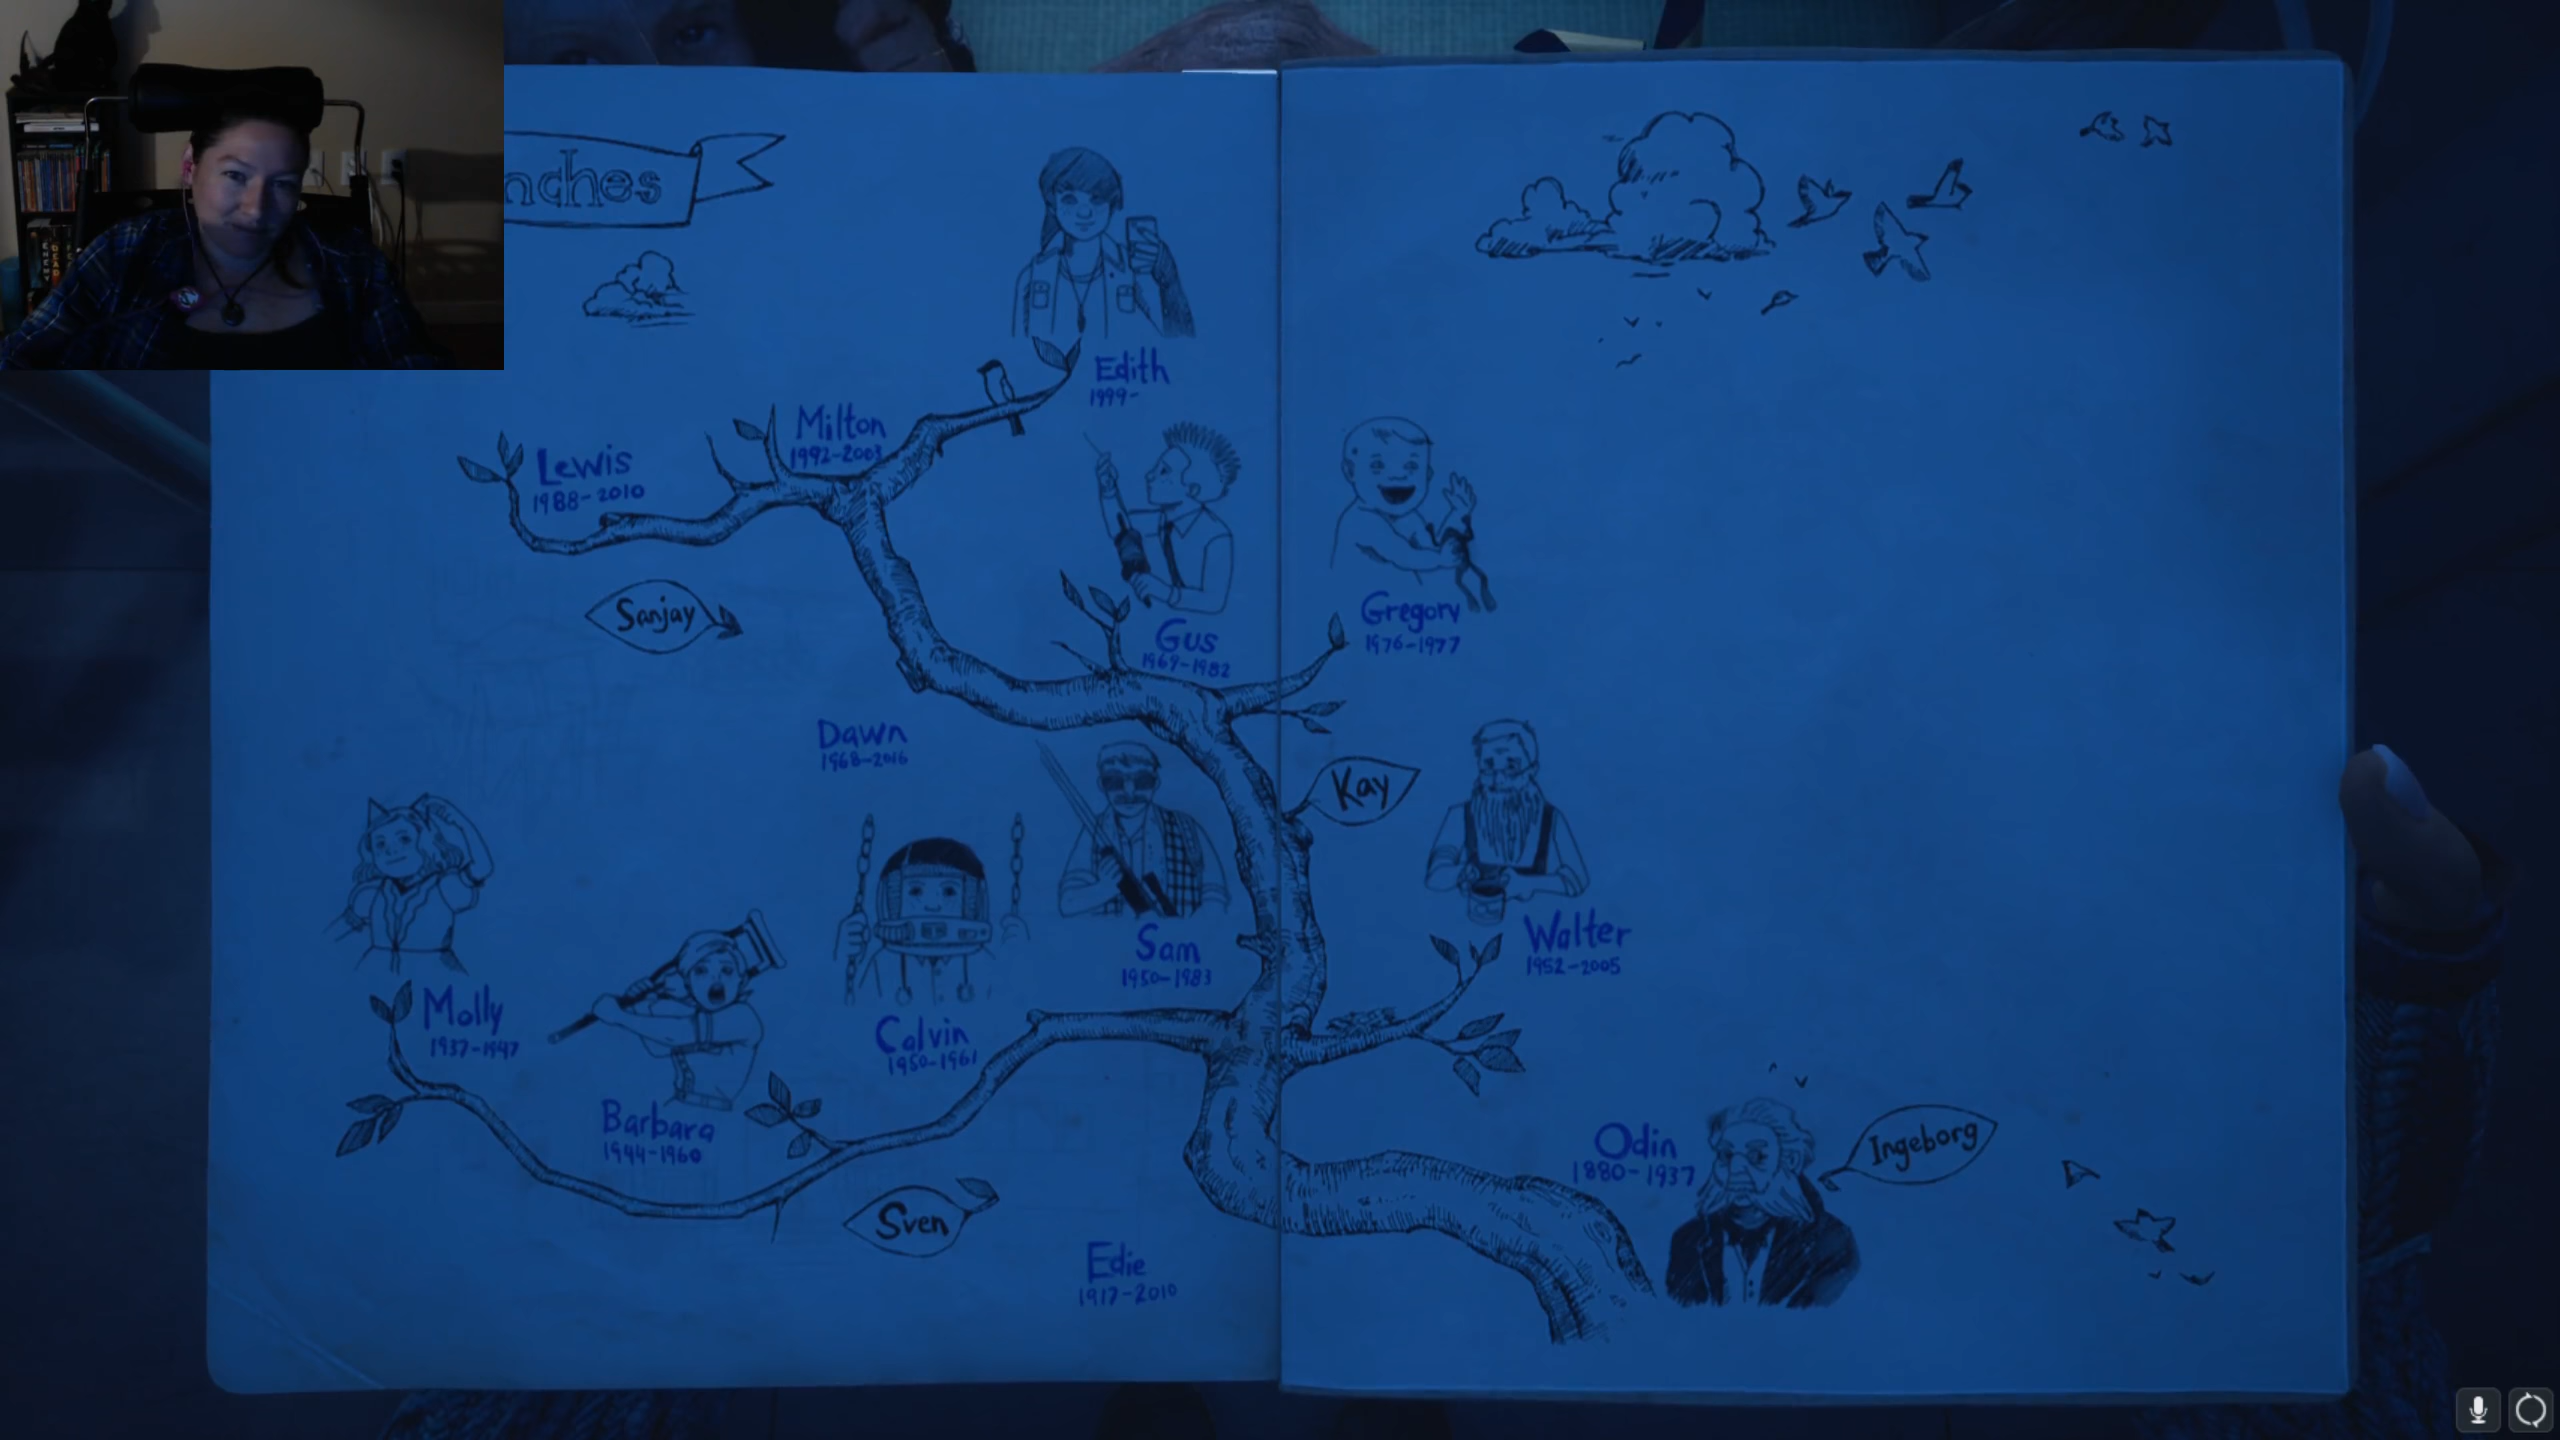 nches
Edith
1999-
Milton
1992-2003
Lewis
1988-2010
Sanjay
Gus
1969-1982
Gregory
1976-1977
Dawn
1968-2016
Kay
Sam
1950-1983
Walter
1952-2005
Molly
1937-1947
Calvin
1950-1961
Barbara
1944-1960
Odin
1880-1937
Ingeborg
Sven
Edie
1917-2010